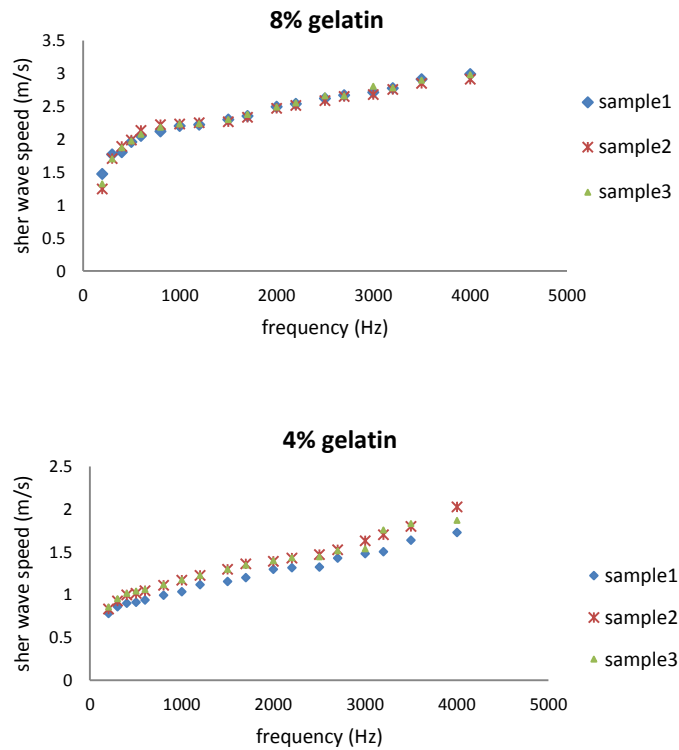 8% gelatin
sher wave speed (m/s)
3.5
3
2.5
2
1.5
1
0.5
0
0 1000 2000 3000 4000 5000
frequency (Hz)
sample1
sample2
sample3
4% gelatin
sher wave speed (m/s)
2.5
2
1.5
1
0.5
0
0 1000 2000 3000 4000 5000
frequency (Hz)
sample1
sample2
sample3